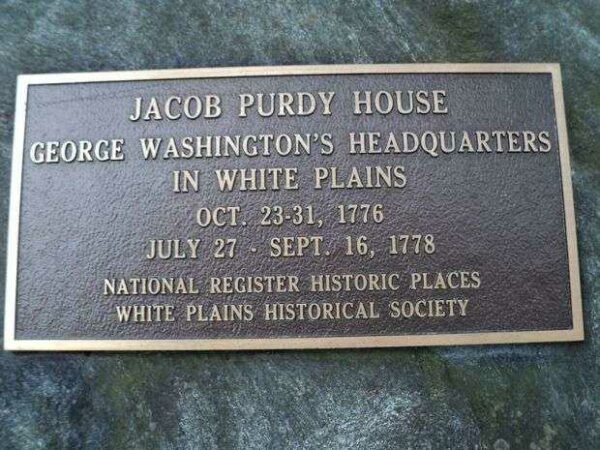 JACOB PURDY HOUSE
GEORGE WASHINGTON'S HEADQUARTERS
IN WHITE PLAINS
OCT. 23-31, 1776
JULY 27 - SEPT. 16, 1778
NATIONAL REGISTER HISTORIC PLACES
WHITE PLAINS HISTORICAL SOCIETY